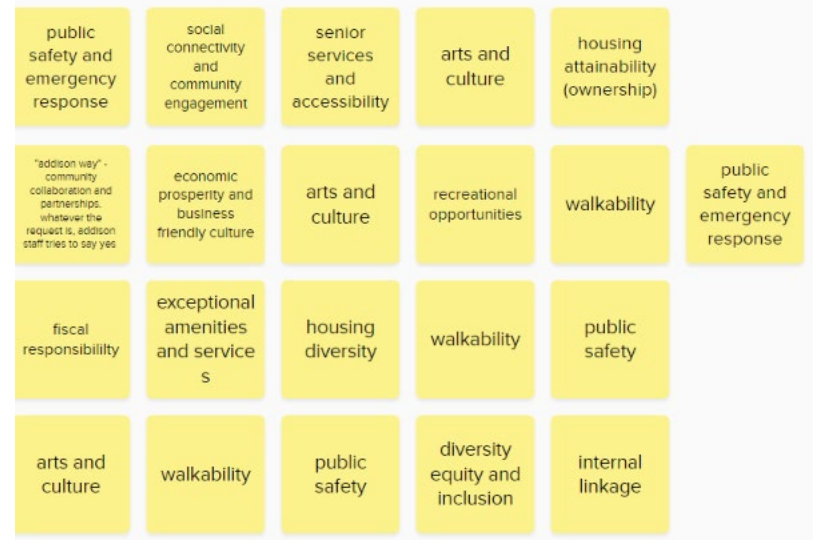 public
safety and
emergency
response
social
connectivity
and
community
engagement
senior
services
and
accessibility
arts and
culture
housing
attainability
(ownership)
"addison way" -
community
collaboration and
partnerships.
whatever the
request is, addison
staff tries to say yes
economic
prosperity and
business
friendly culture
arts and
culture
recreational
opportunities
walkability
public
safety and
emergency
response
fiscal
responsibililty
exceptional
amenities
and service
s
housing
diversity
walkability
public
safety
arts and
culture
walkability
public
safety
diversity
equity and
inclusion
internal
linkage